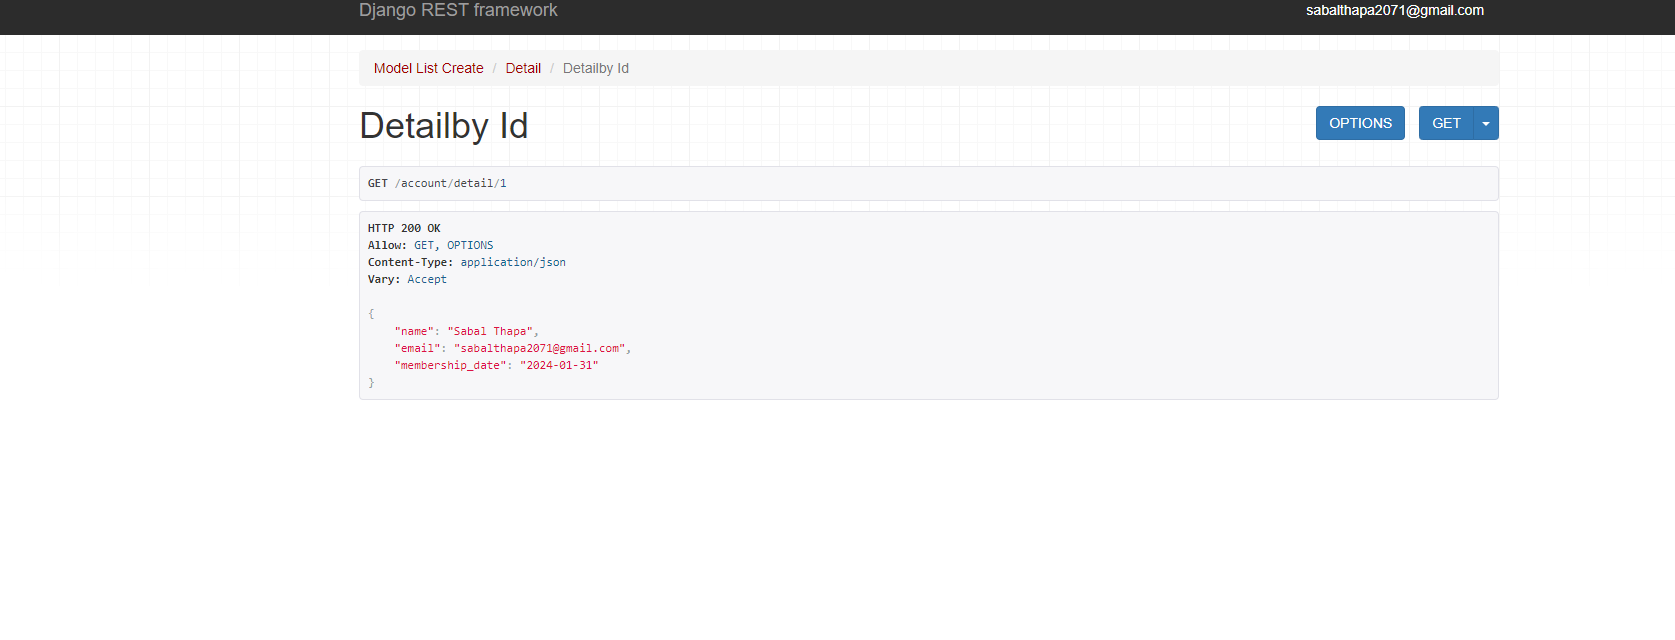 Django REST framework
sabalthapa2071@gmail.com
Model List Create / Detail / Detailby Id
Detailby Id
OPTIONS
GET
GET /account/detail/1
HTTP 200 OK
Allow: GET, OPTIONS
Content-Type: application/json
Vary: Accept
{
    "name": "Sabal Thapa",
    "email": "sabalthapa2071@gmail.com",
    "membership_date": "2024-01-31"
}